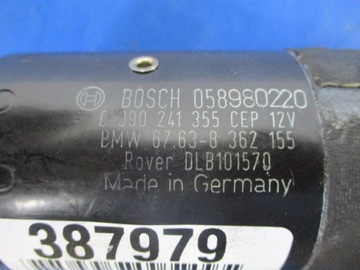 BOSCH 058980220
0 390 241 355 CEP 12V
BMW 67.63-8 362 155
Rover DLB101570
Made in Germany
387979